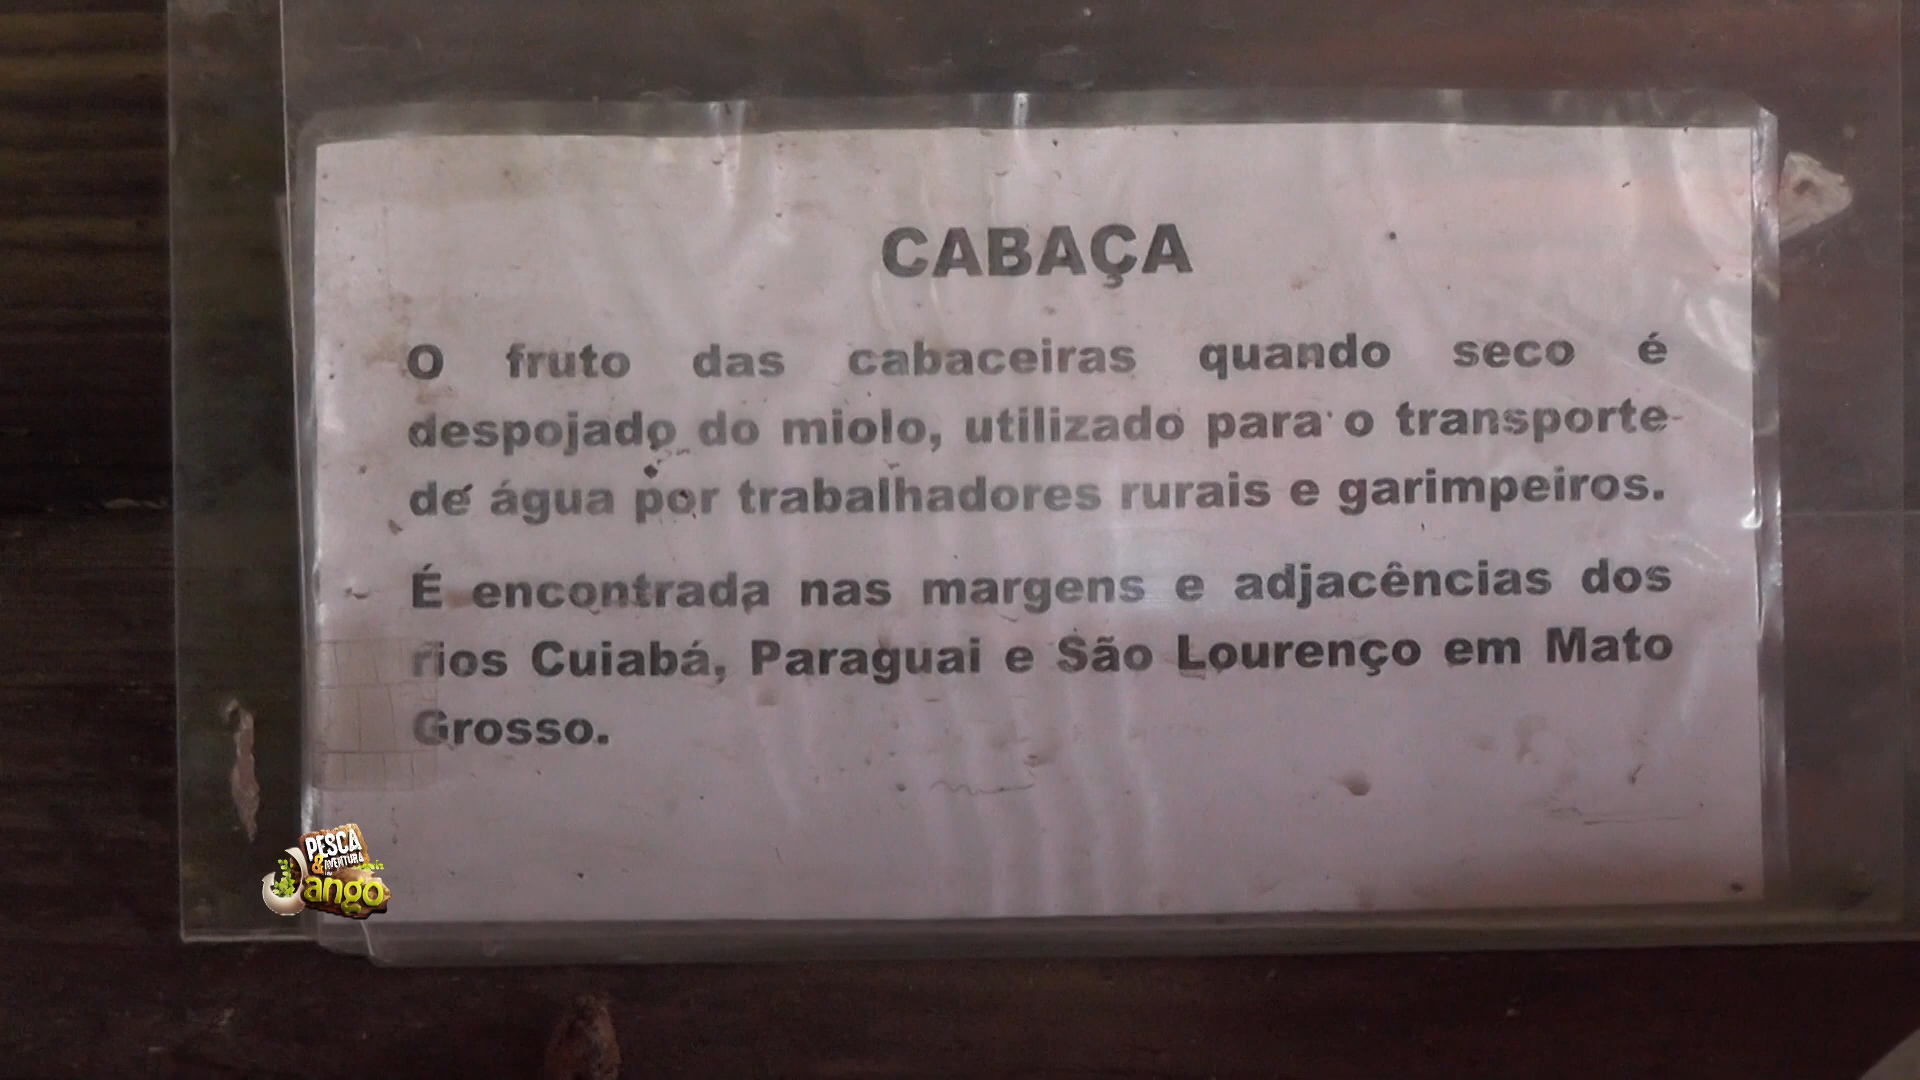 CABAÇA
O fruto das cabaceiras quando seco é
despojado do miolo, utilizado para o transporte
de água por trabalhadores rurais e garimpeiros.
É encontrada nas margens e adjacências dos
rios Cuiabá, Paraguai e São Lourenço em Mato
Grosso.
PESCA
& AVENTURA
Jango